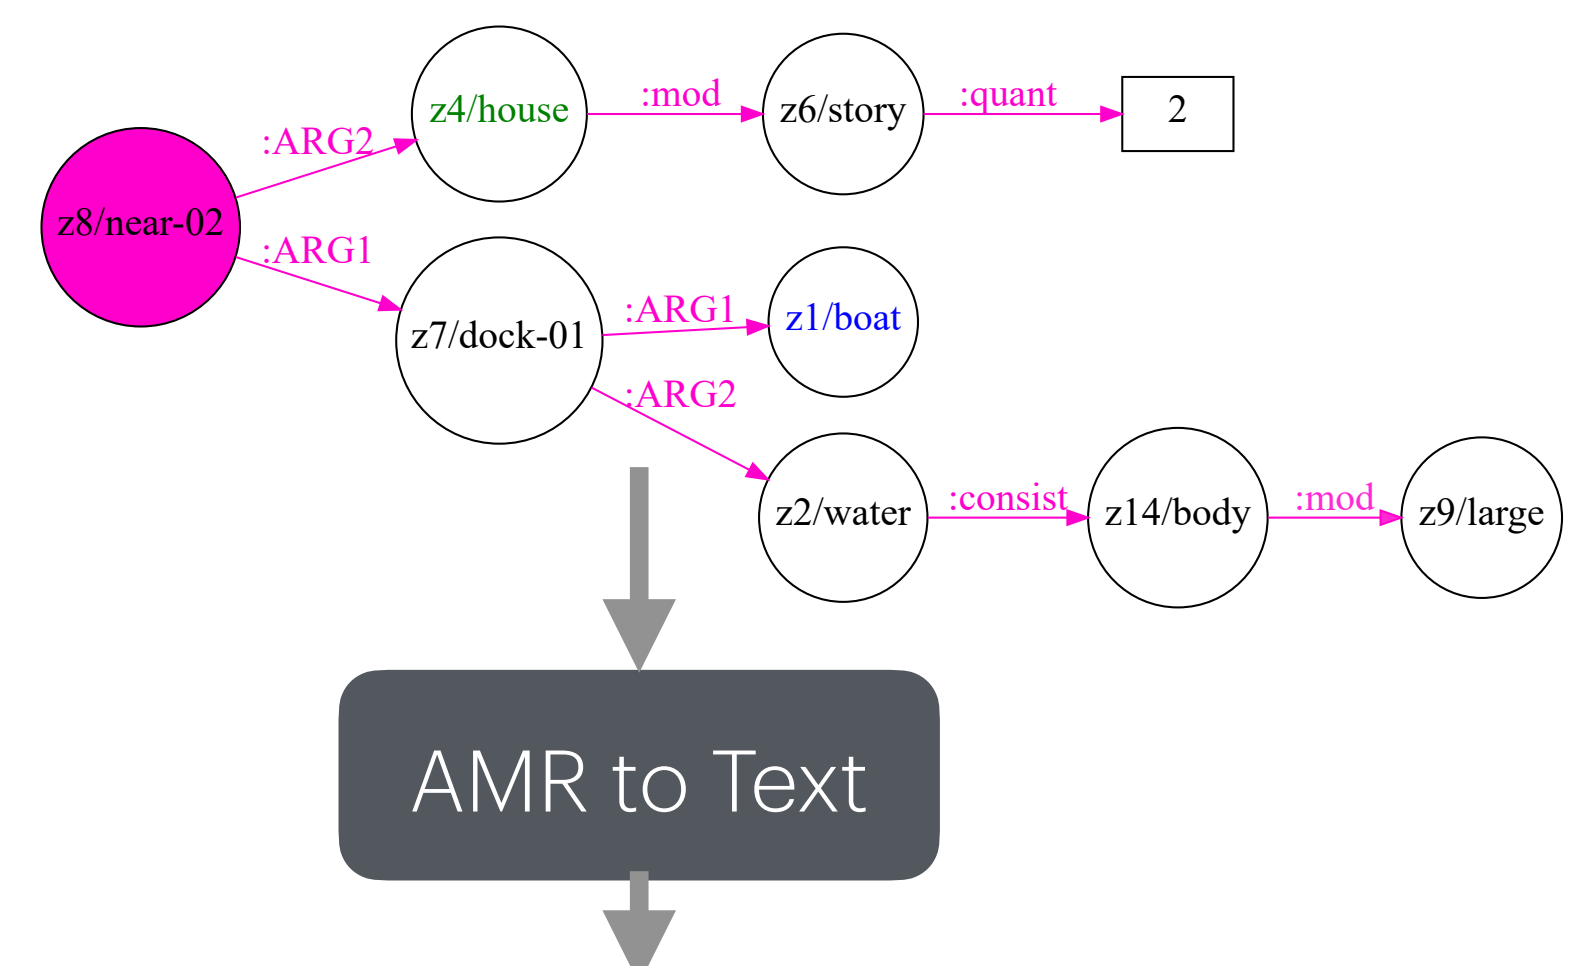 z8/near-02
:ARG2
z4/house
:mod
z6/story
:quant
2
:ARG1
z7/dock-01
:ARG1
z1/boat
:ARG2
z2/water
:consist
z14/body
:mod
z9/large
AMR to Text